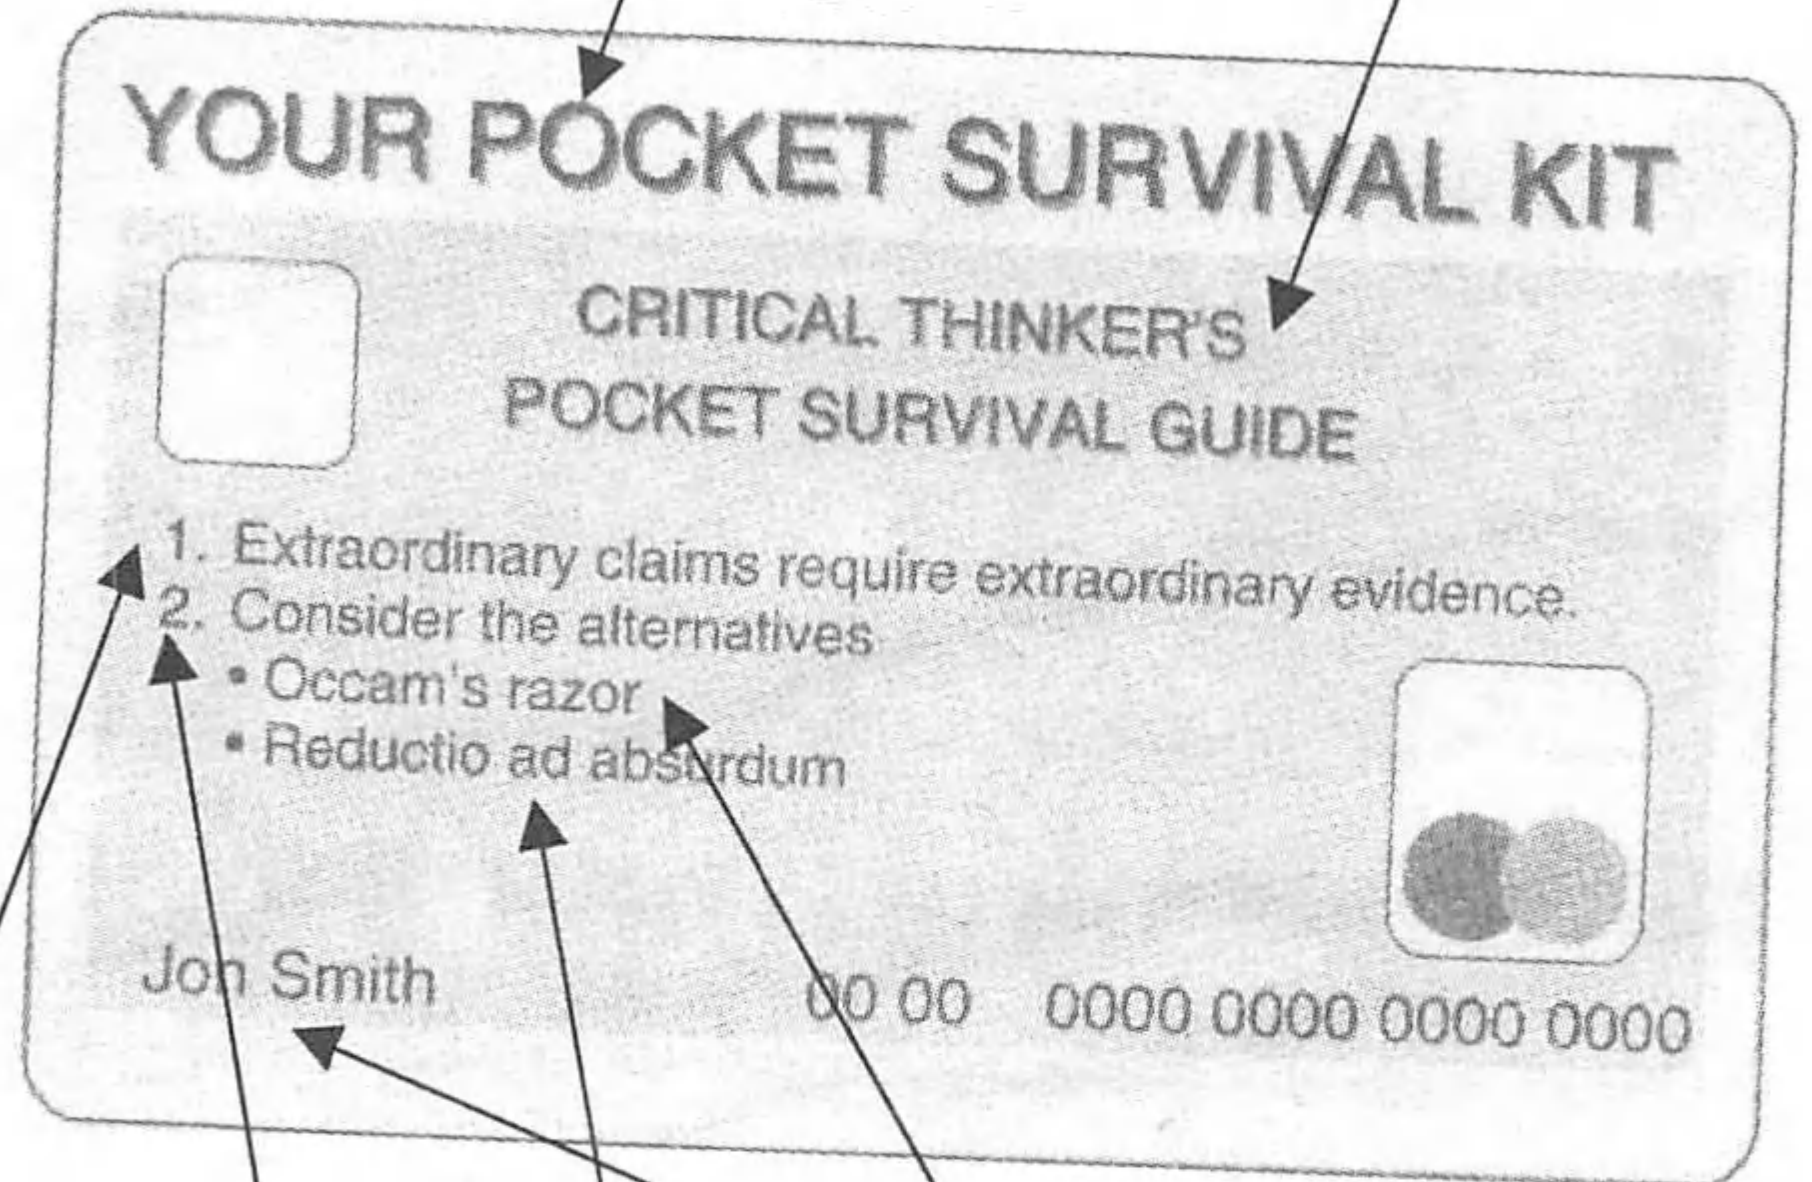 YOUR POCKET SURVIVAL KIT
CRITICAL THINKER'S
POCKET SURVIVAL GUIDE
1. Extraordinary claims require extraordinary evidence.
2. Consider the alternatives
• Occam's razor
• Reductio ad absurdum
Jon Smith 00 00 0000 0000 0000 0000